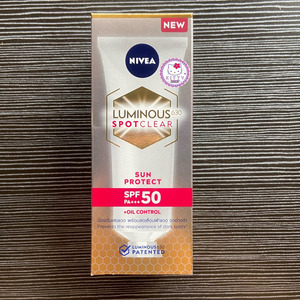 NEW
NIVEA
LUMINOUS630
SPOTCLEAR
SUN
PROTECT
SPF 50
PA+++
+OIL CONTROL
Prevents the reappearance of dark spots
LUMINOUS630
PATENTED